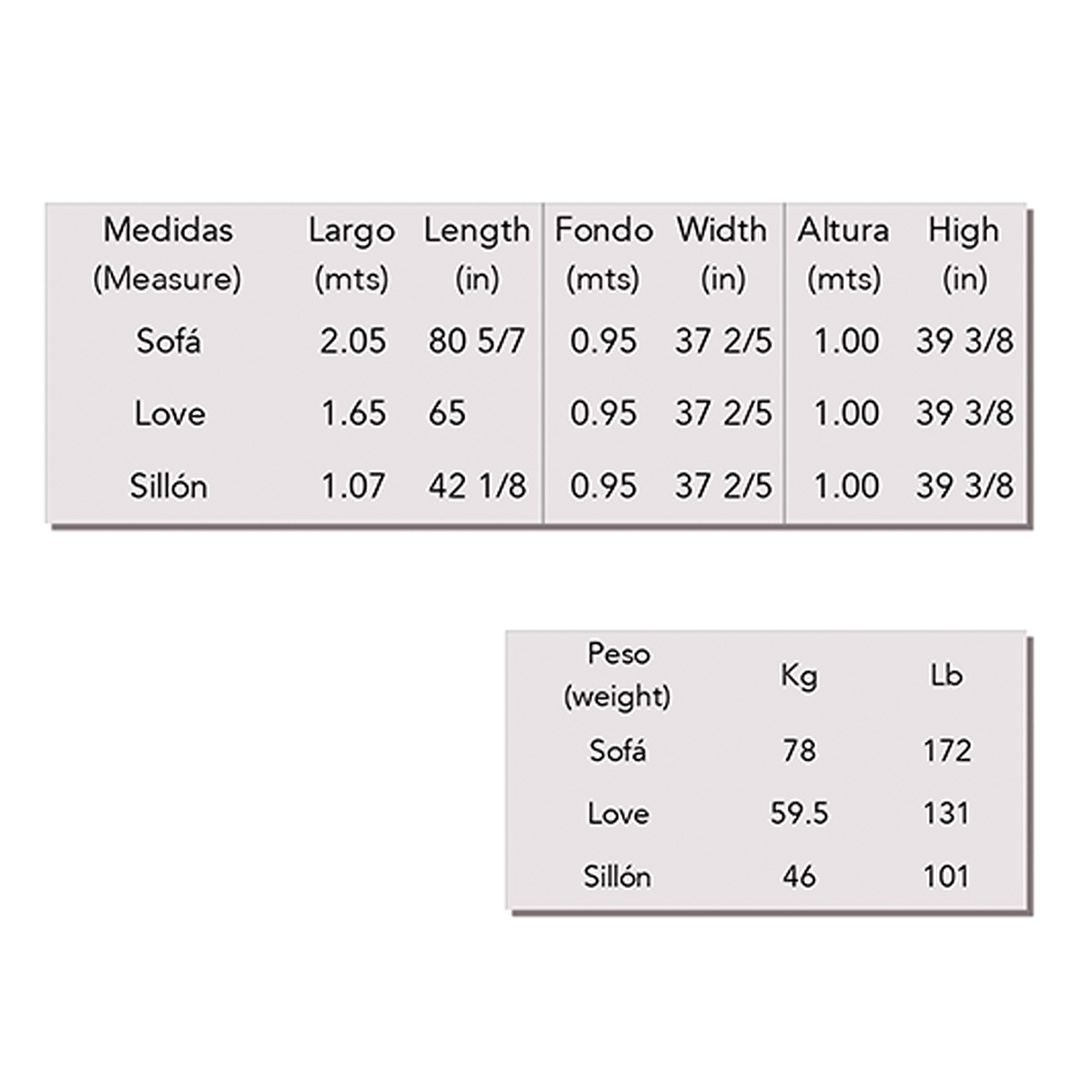 Medidas Largo Length Fondo Width Altura High
(Measure) (mts) (in) (mts) (in) (mts) (in)
Sofá 2.05 80 5/7 0.95 37 2/5 1.00 39 3/8
Love 1.65 65 0.95 37 2/5 1.00 39 3/8
Sillón 1.07 42 1/8 0.95 37 2/5 1.00 39 3/8
Peso
(weight) Kg Lb
Sofá 78 172
Love 59.5 131
Sillón 46 101